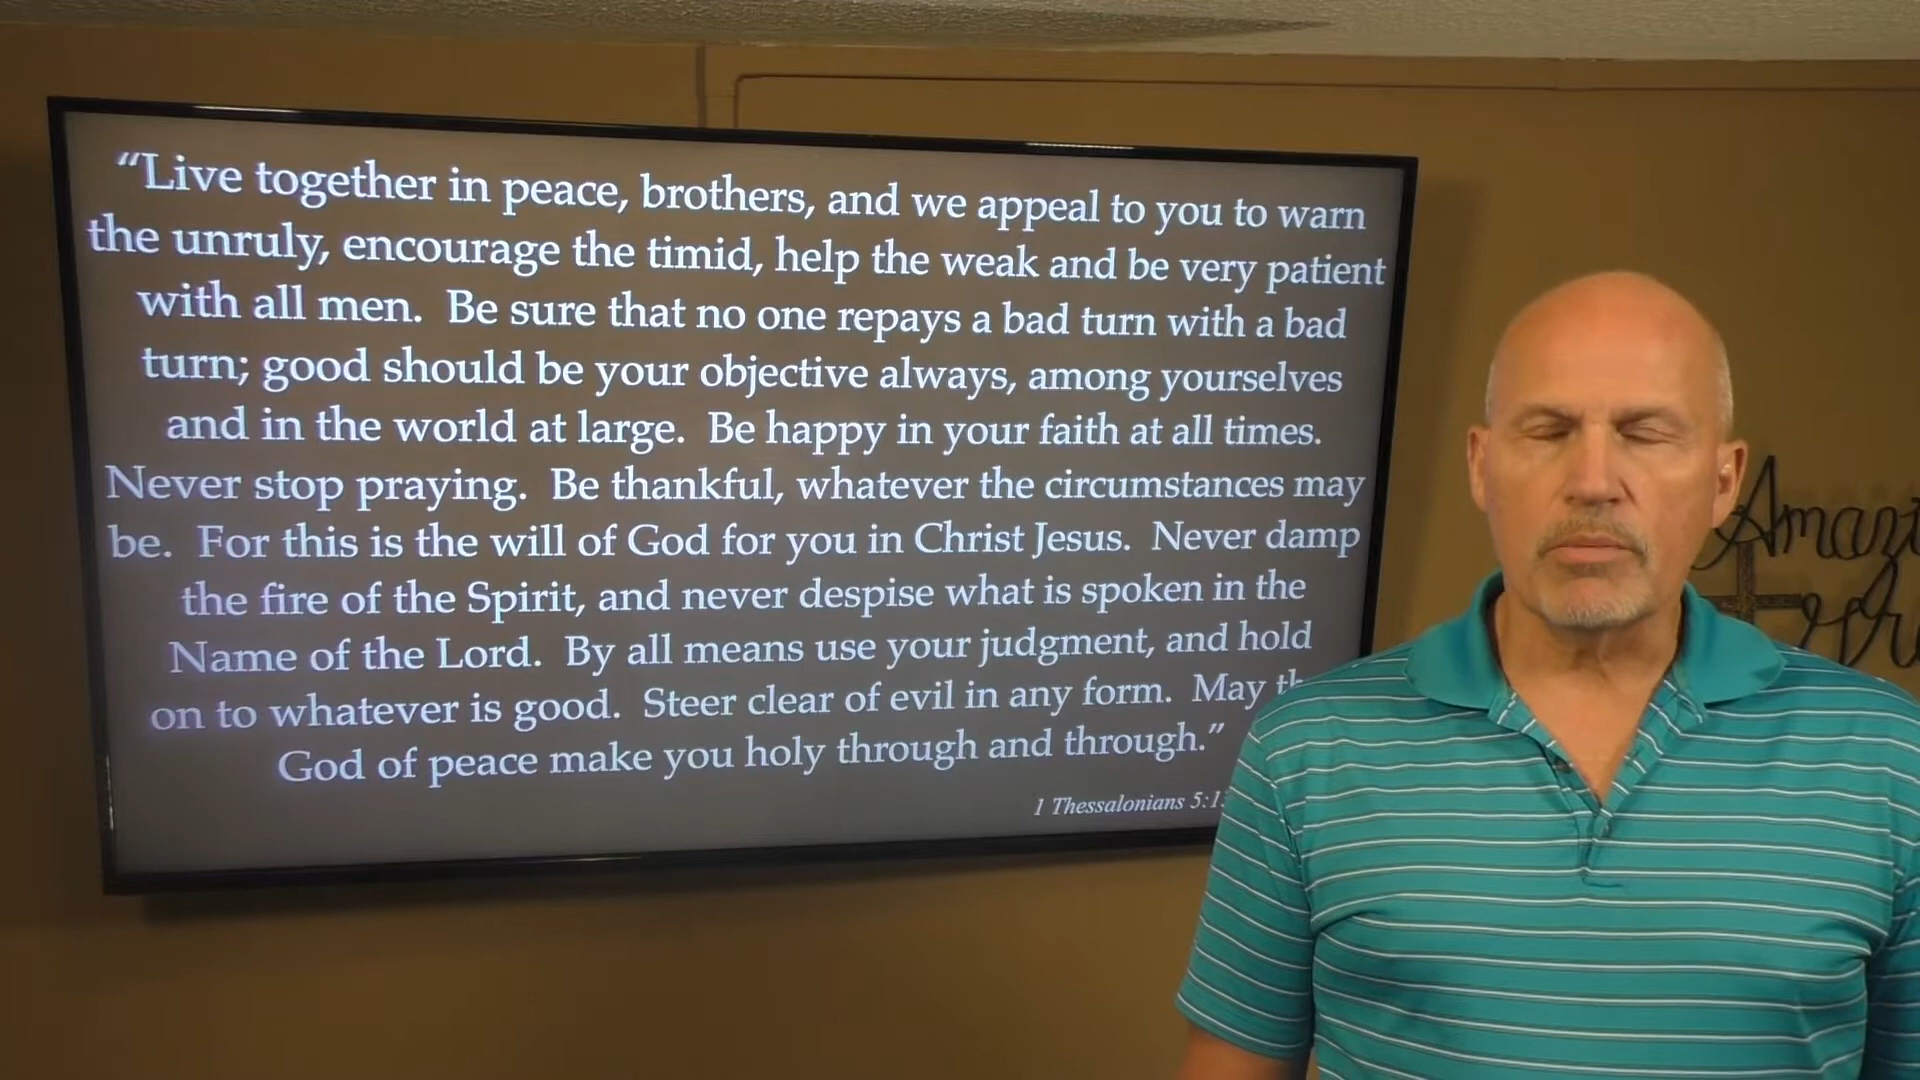 “Live together in peace, brothers, and we appeal to you to warn
the unruly, encourage the timid, help the weak and be very patient
with all men. Be sure that no one repays a bad turn with a bad
turn; good should be your objective always, among yourselves
and in the world at large. Be happy in your faith at all times.
Never stop praying. Be thankful, whatever the circumstances may
be. For this is the will of God for you in Christ Jesus. Never damp
the fire of the Spirit, and never despise what is spoken in the
Name of the Lord. By all means use your judgment, and hold
on to whatever is good. Steer clear of evil in any form. May
God of peace make you holy through and through.”
1 Thessalonians